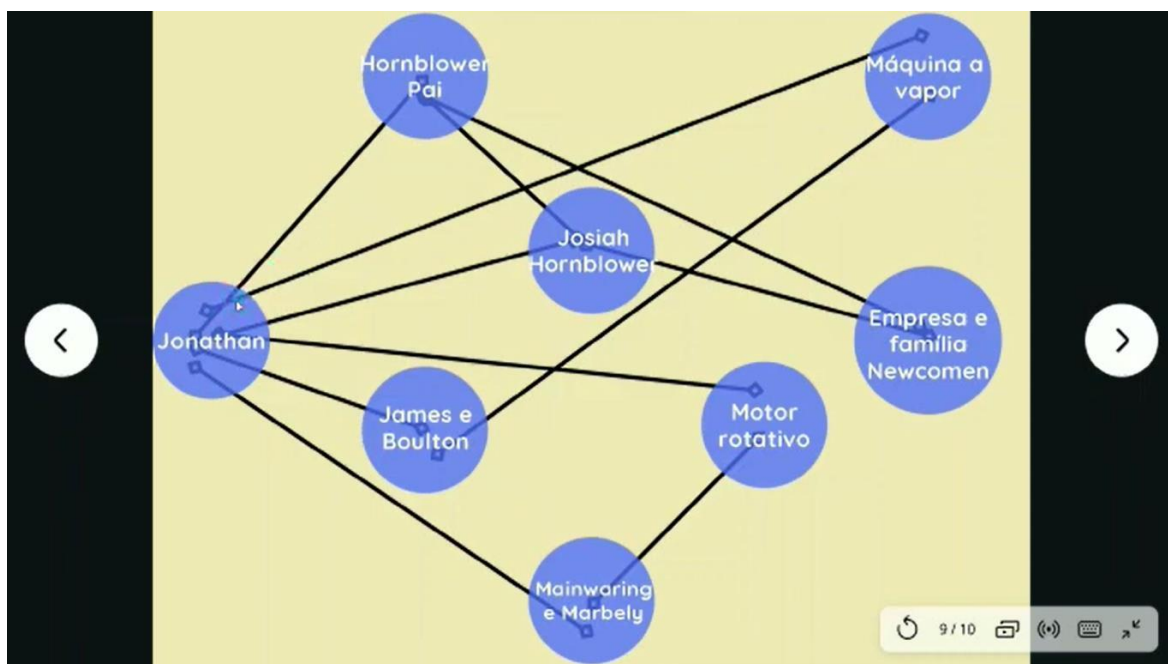 Hornblower
Pai
Máquina a
vapor
Josiah
Hornblower
Jonathan
Empresa e
família
Newcomen
James e
Boulton
Motor
rotativo
Mainwaring
e Marbely
9/10